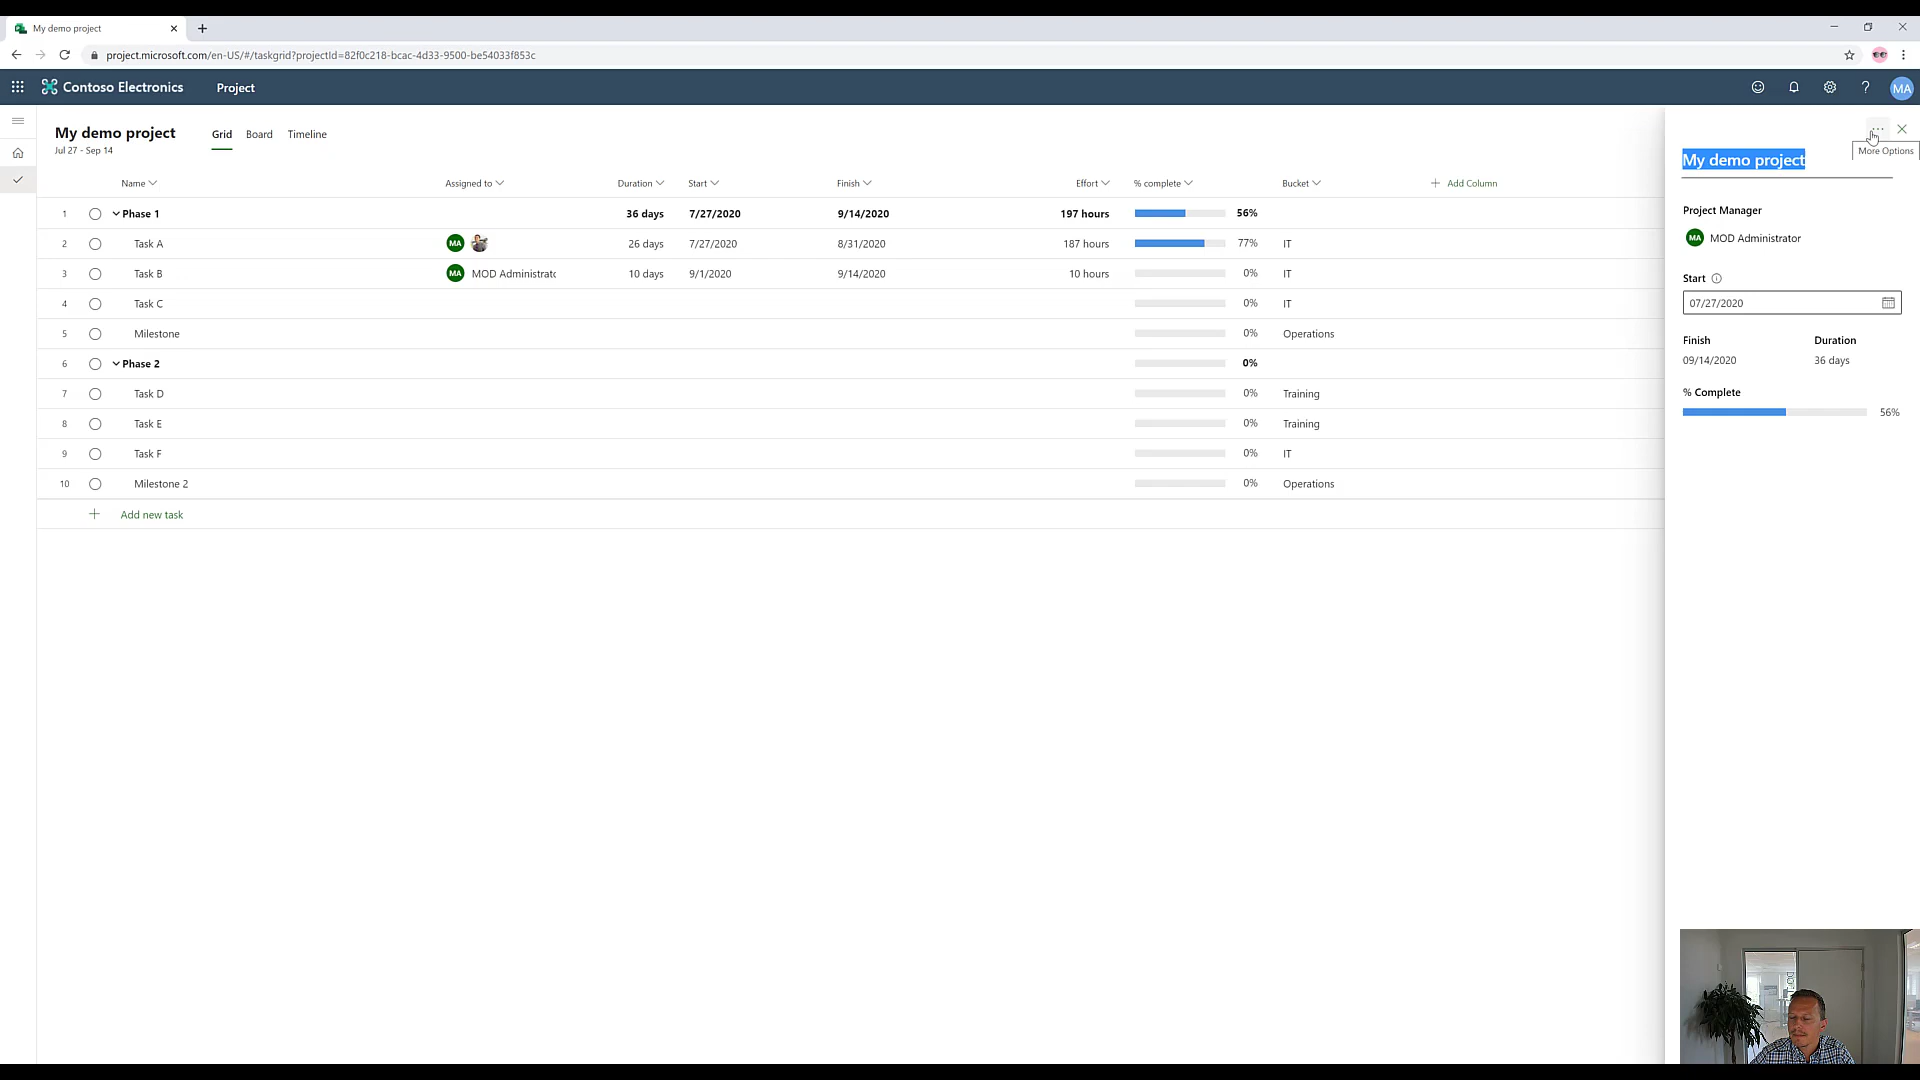 My demo project
project.microsoft.com/en-US/#/taskgrid?projectId=82f0c218-bcac-4d33-9500-be54033f853c
Contoso Electronics Project ? MA
My demo project Grid Board Timeline
Jul 27 - Sep 14
Name Assigned to Duration Start Finish Effort % complete Bucket + Add Column
1 Phase 1 36 days 7/27/2020 9/14/2020 197 hours 56%
2 Task A MA 26 days 7/27/2020 8/31/2020 187 hours 77% IT
3 Task B MA MOD Administratc 10 days 9/1/2020 9/14/2020 10 hours 0% IT
4 Task C 0% IT
5 Milestone 0% Operations
6 Phase 2 0%
7 Task D 0% Training
8 Task E 0% Training
9 Task F 0% IT
10 Milestone 2 0% Operations
+ Add new task
More Options
My demo project
Project Manager
MA MOD Administrator
Start
07/27/2020
Finish Duration
09/14/2020 36 days
% Complete
56%